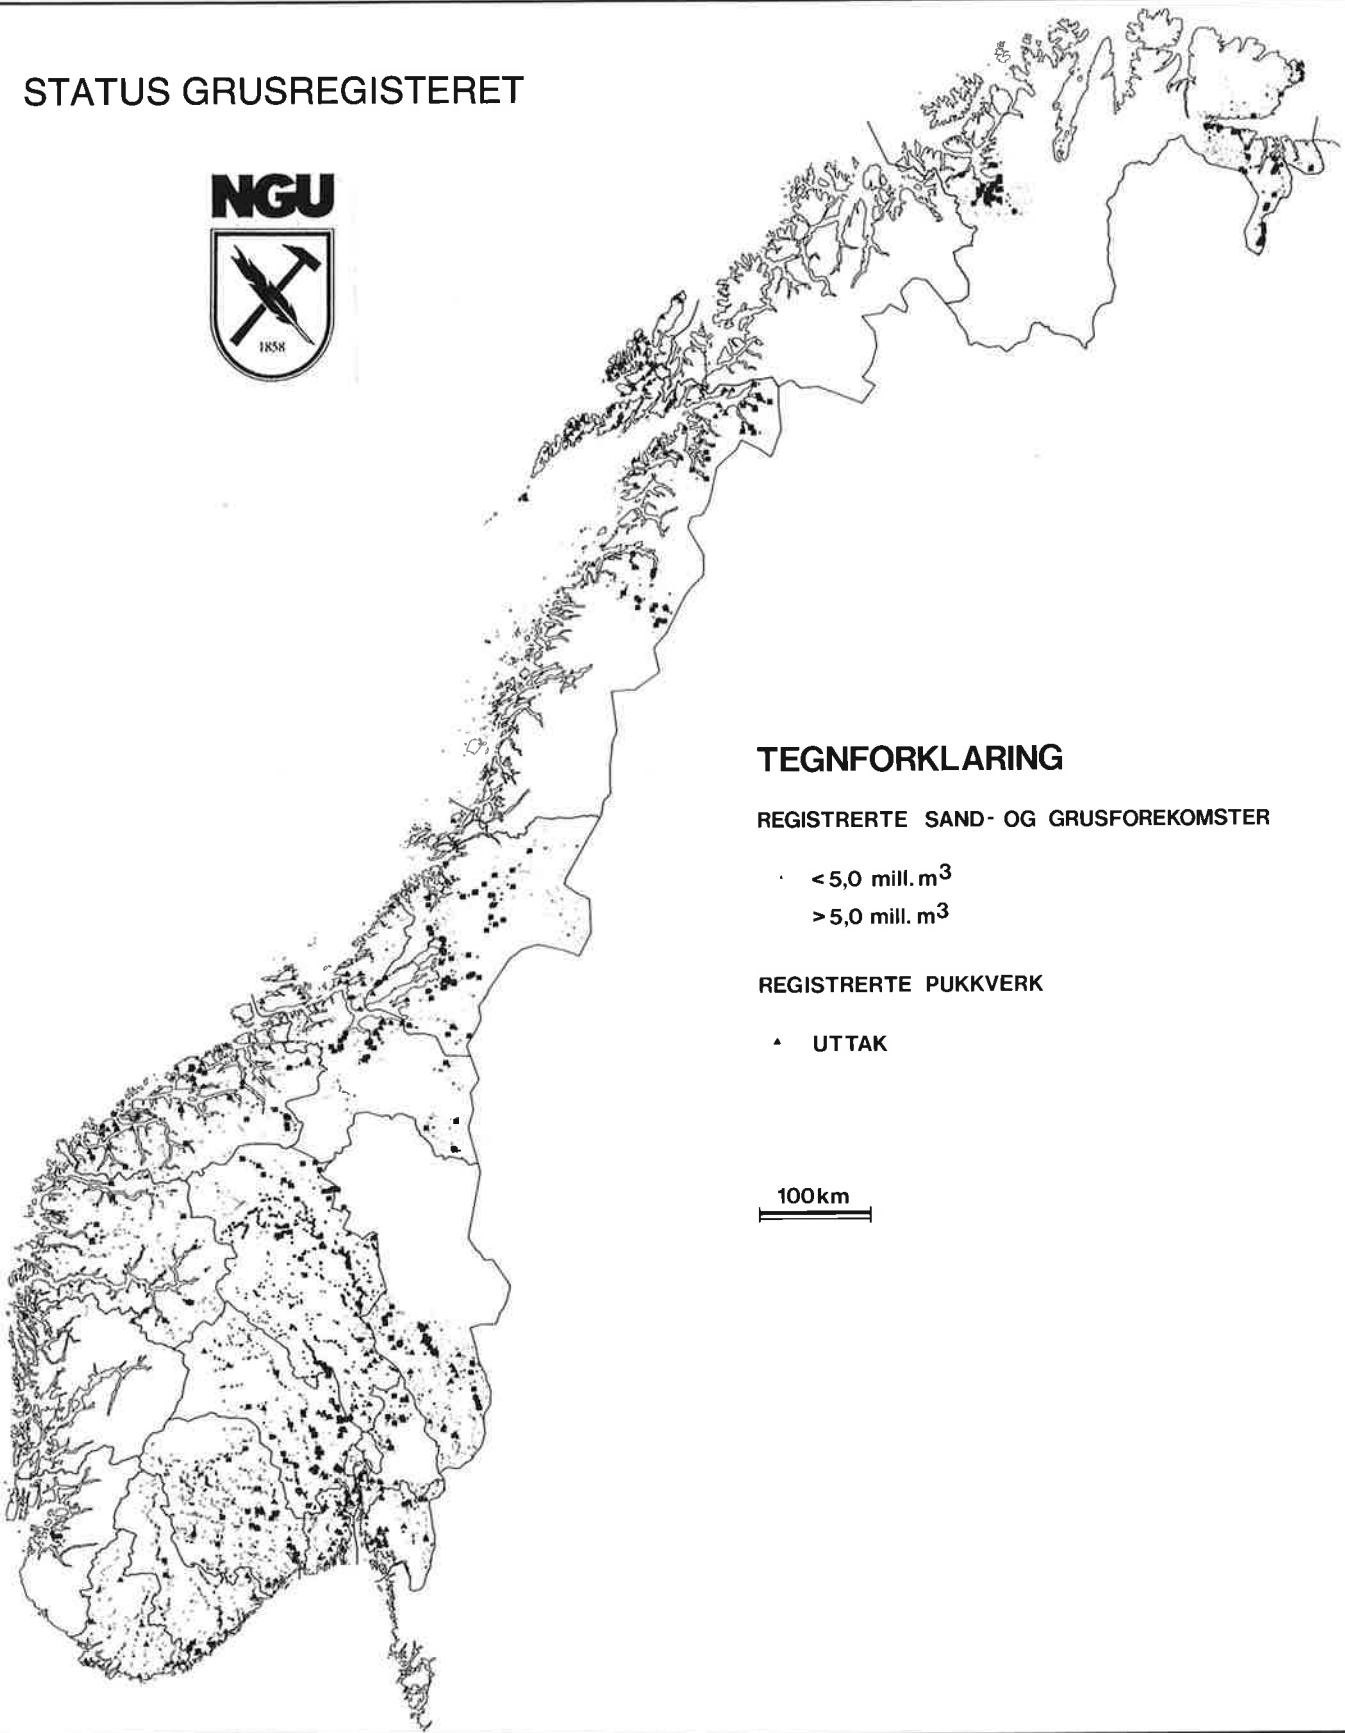 STATUS GRUSREGISTERET
NGU
1858
TEGNFORKLARING
REGISTRERTE SAND- OG GRUSFOREKOMSTER
<5,0 mill. m3
>5,0 mill. m3
REGISTRERTE PUKKVERK
UTTAK
100km